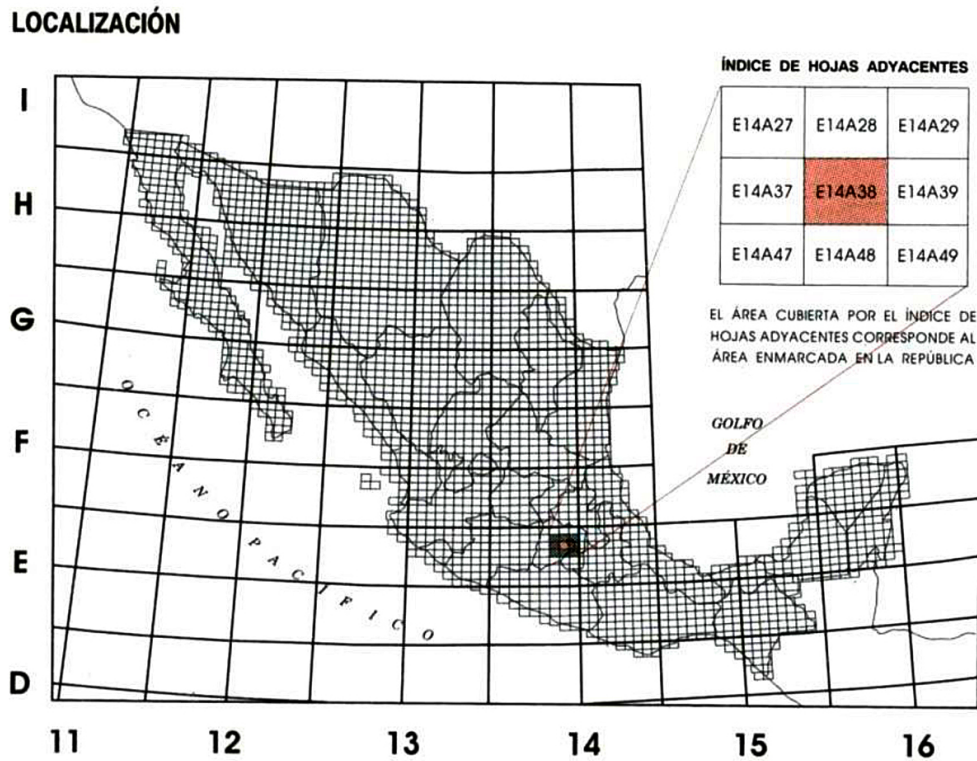 LOCALIZACIÓN
ÍNDICE DE HOJAS ADYACENTES
E14A27 E14A28 E14A29
E14A37 E14A38 E14A39
E14A47 E14A48 E14A49
EL ÁREA CUBIERTA POR EL ÍNDICE DE
HOJAS ADYACENTES CORRESPONDE AL
ÁREA ENMARCADA EN LA REPÚBLICA
I
H
G
F
E
D
OCÉANO PACIFICO
GOLFO
DE
MÉXICO
11 12 13 14 15 16